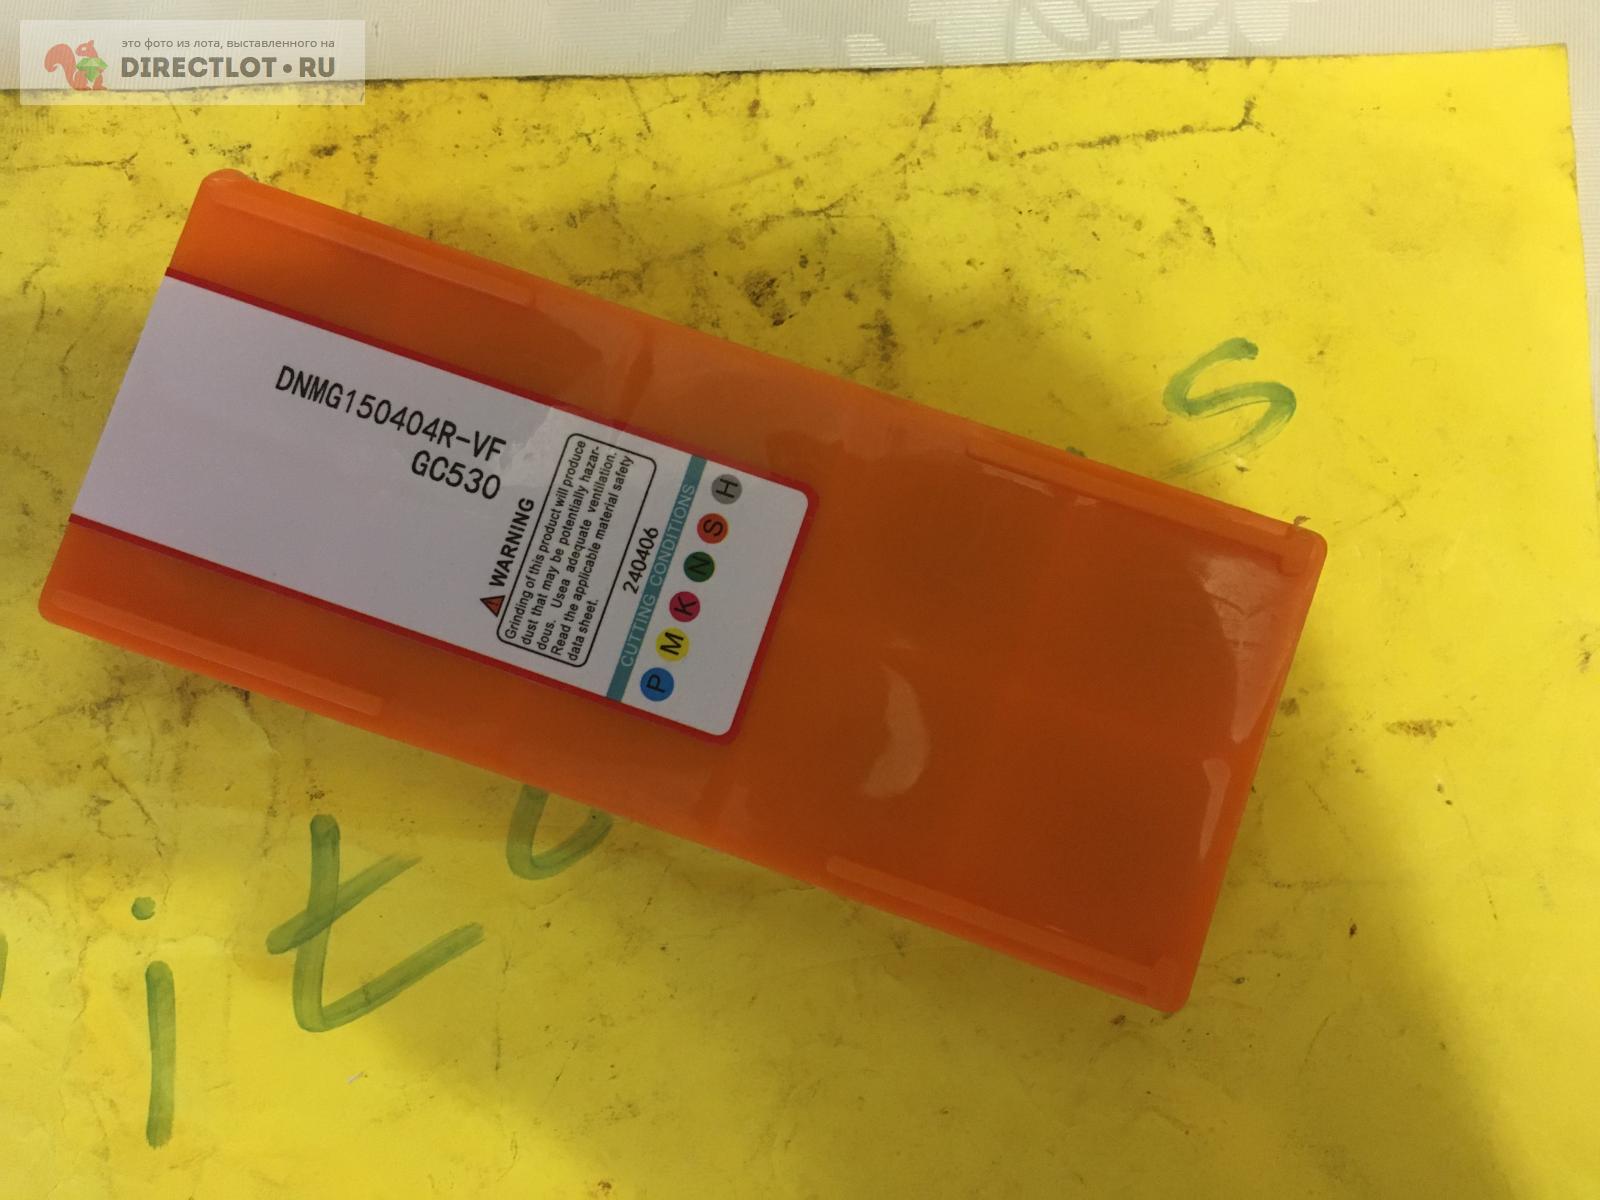 это фото из лота, выставленного на
DIRECTLOT•RU
DNMG150404R-VF
GC530
WARNING
Grinding of this product will produce
dust that may be potentially hazar-
dous. Usea adequate ventilation.
Read the applicable material safety
data sheet.
240406
CUTTING CONDITIONS
P M K N S H
s
it